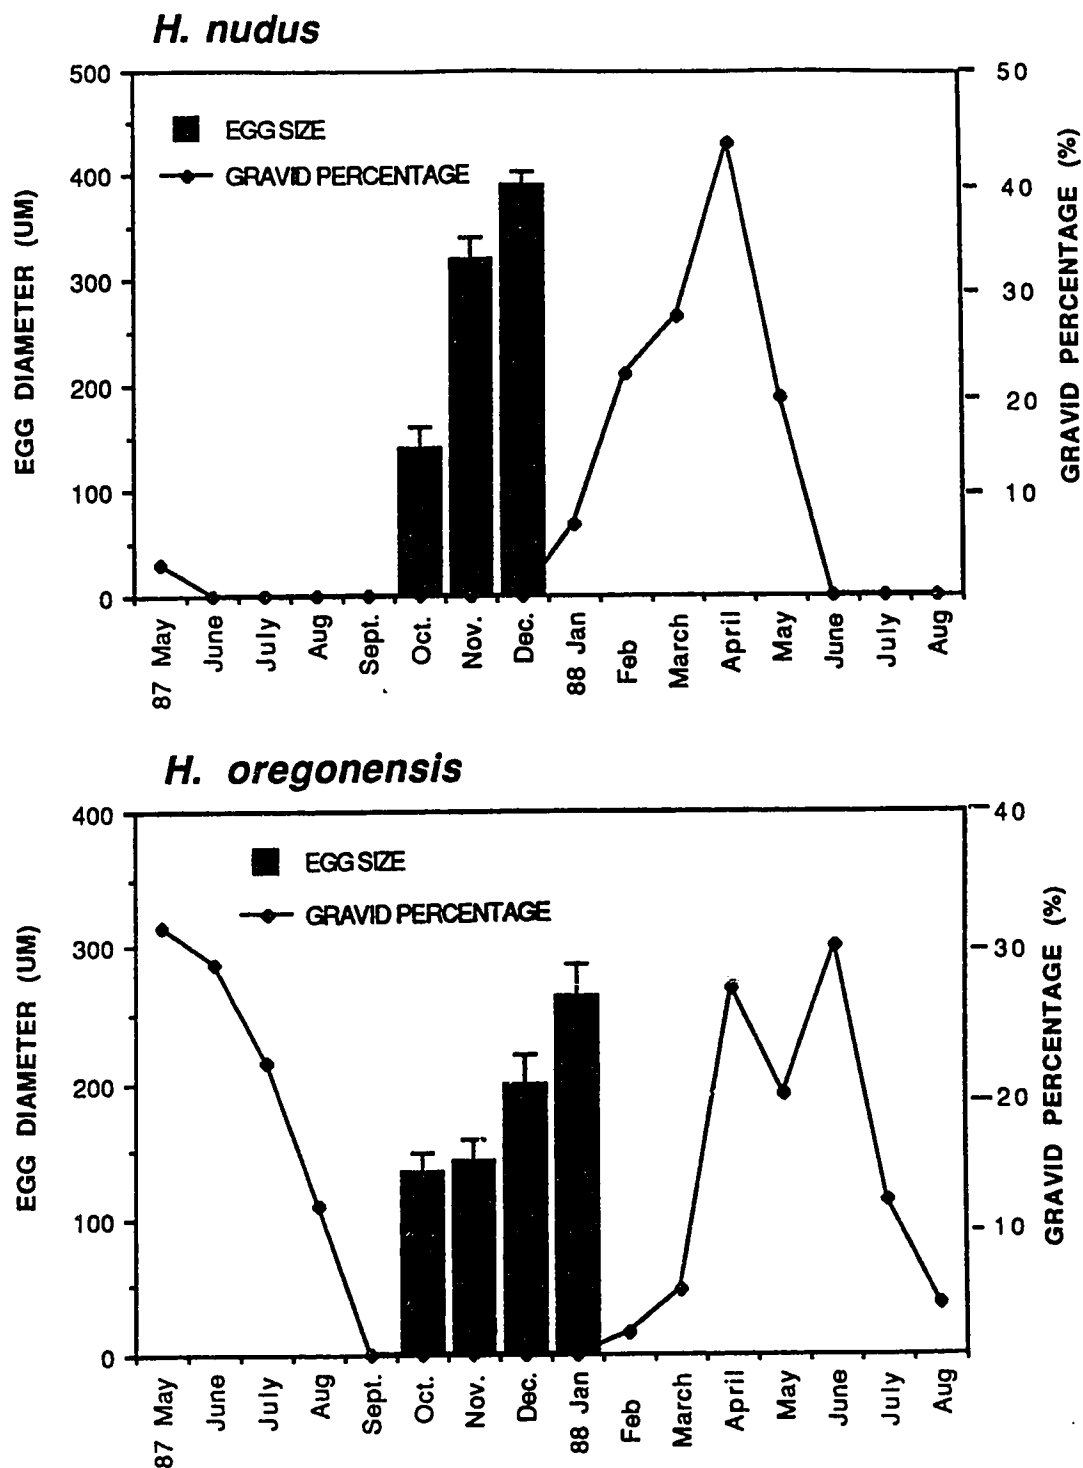 H. nudus
500
400
300
200
100
0
EGG DIAMETER (UM)
EGG SIZE
GRAVID PERCENTAGE
50
40
30
20
10
GRAVID PERCENTAGE (%)
87 May
June
July
Aug
Sept.
Oct.
Nov.
Dec.
88 Jan
Feb
March
April
May
June
July
Aug
H. oregonensis
400
300
200
100
0
EGG DIAMETER (UM)
EGG SIZE
GRAVID PERCENTAGE
40
30
20
10
GRAVID PERCENTAGE (%)
87 May
June
July
Aug
Sept.
Oct.
Nov.
Dec.
88 Jan
Feb
March
April
May
June
July
Aug